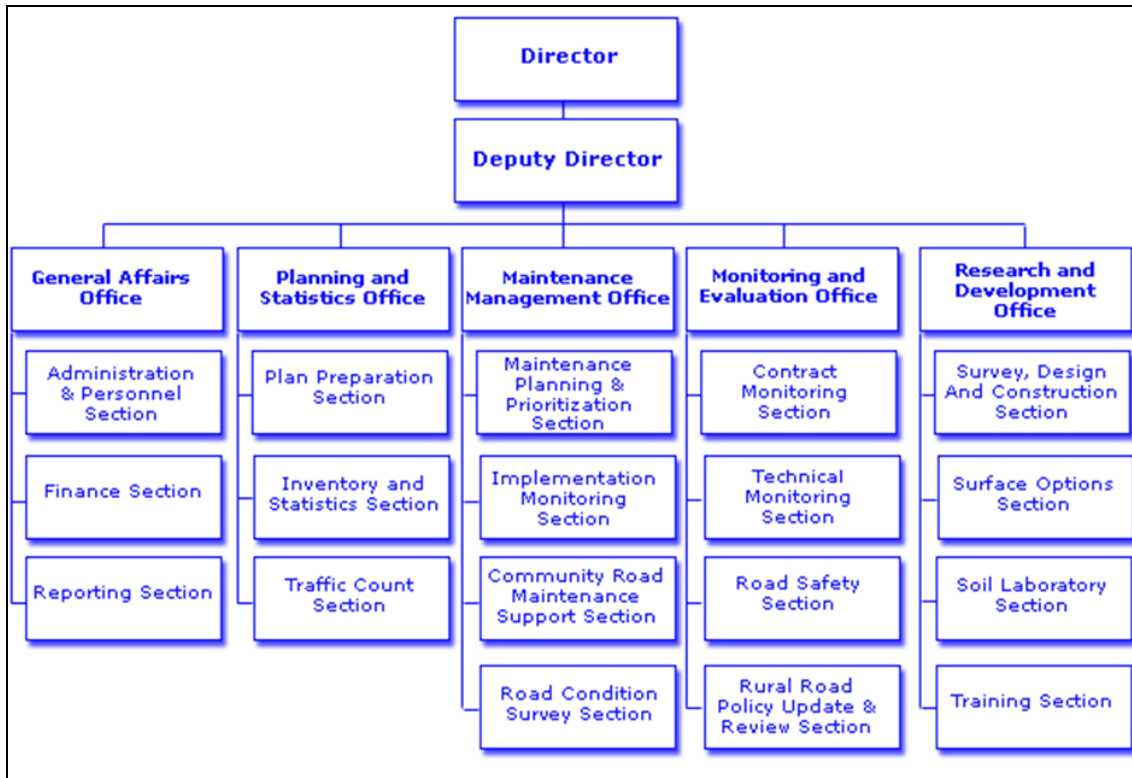 Director
Deputy Director
General Affairs
Office
Planning and
Statistics Office
Maintenance
Management Office
Monitoring and
Evaluation Office
Research and
Development
Office
Administration
& Personnel
Section
Plan Preparation
Section
Maintenance
Planning &
Prioritization
Section
Contract
Monitoring
Section
Survey, Design
And Construction
Section
Finance Section
Inventory and
Statistics Section
Implementation
Monitoring
Section
Technical
Monitoring
Section
Surface Options
Section
Reporting Section
Traffic Count
Section
Community Road
Maintenance
Support Section
Road Safety
Section
Soil Laboratory
Section
Road Condition
Survey Section
Rural Road
Policy Update &
Review Section
Training Section